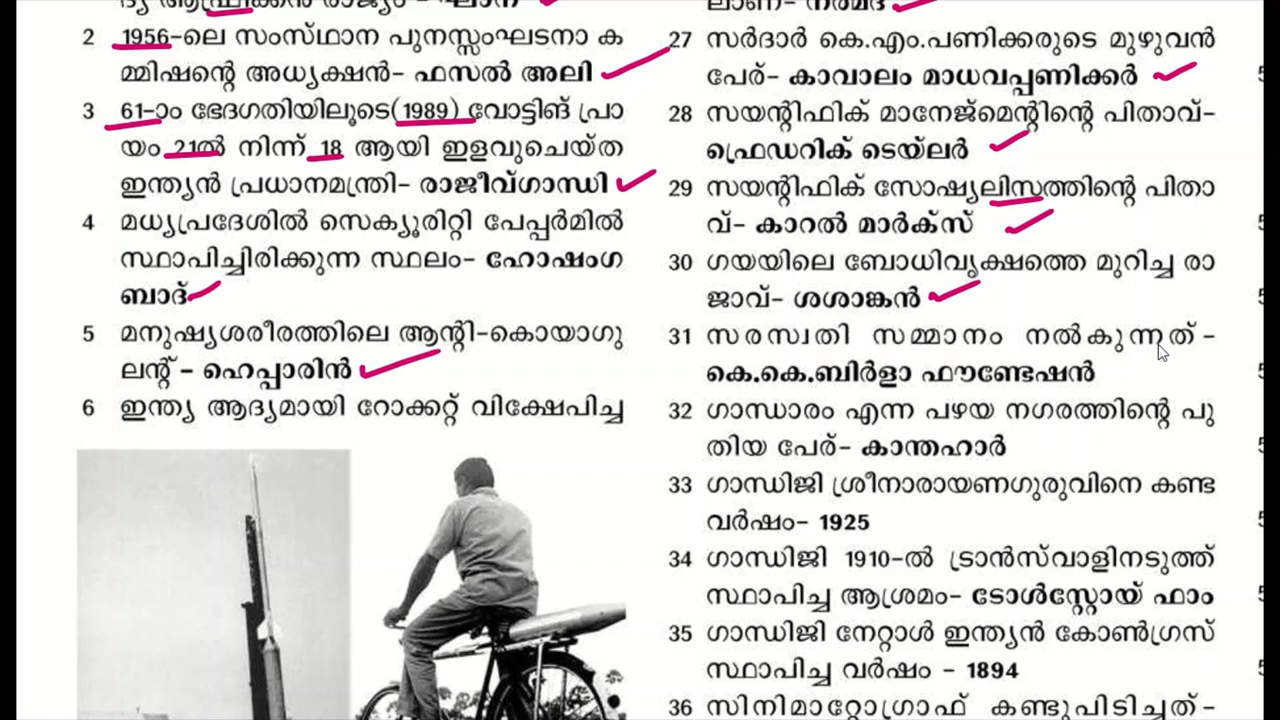 ദ്യ ആഫ്രിക്കൻ രാജ്യം- ഘാന
2 1956-ലെ സംസ്ഥാന പുനസ്സംഘടനാ ക
മ്മിഷന്റെ അധ്യക്ഷൻ- ഫസൽ അലി
3 61-ാം ഭേദഗതിയിലൂടെ(1989) വോട്ടിങ് പ്രാ
യം 21ൽ നിന്ന് 18 ആയി ഇളവുചെയ്ത
ഇന്ത്യൻ പ്രധാനമന്ത്രി- രാജീവ്ഗാന്ധി
4 മധ്യപ്രദേശിൽ സെക്യൂരിറ്റി പേപ്പർമിൽ
സ്ഥാപിച്ചിരിക്കുന്ന സ്ഥലം- ഹോഷംഗ
ബാദ്
5 മനുഷ്യശരീരത്തിലെ ആന്റി-കൊയാഗു
ലന്റ് - ഹെപ്പാരിൻ
6 ഇന്ത്യ ആദ്യമായി റോക്കറ്റ് വിക്ഷേപിച്ച
ലാണ്- നർമദ
27 സർദാർ കെ.എം.പണിക്കരുടെ മുഴുവൻ
പേര്- കാവാലം മാധവപ്പണിക്കർ
28 സയന്റിഫിക് മാനേജ്മെന്റിന്റെ പിതാവ്-
ഫ്രെഡറിക് ടെയ്ലർ
29 സയന്റിഫിക് സോഷ്യലിസത്തിന്റെ പിതാ
വ്- കാറൽ മാർക്സ്
30 ഗയയിലെ ബോധിവൃക്ഷത്തെ മുറിച്ച രാ
ജാവ്- ശശാങ്കൻ
31 സരസ്വതി സമ്മാനം നൽകുന്നത്-
കെ.കെ.ബിർളാ ഫൗണ്ടേഷൻ
32 ഗാന്ധാരം എന്ന പഴയ നഗരത്തിന്റെ പു
തിയ പേര്- കാന്തഹാർ
33 ഗാന്ധിജി ശ്രീനാരായണഗുരുവിനെ കണ്ട
വർഷം- 1925
34 ഗാന്ധിജി 1910-ൽ ട്രാൻസ്വാളിനടുത്ത്
സ്ഥാപിച്ച ആശ്രമം- ടോൾസ്റ്റോയ് ഫാം
35 ഗാന്ധിജി നേറ്റാൾ ഇന്ത്യൻ കോൺഗ്രസ്
സ്ഥാപിച്ച വർഷം - 1894
36 സിനിമാറ്റോഗ്രാഫ് കണ്ടുപിടിച്ചത്-